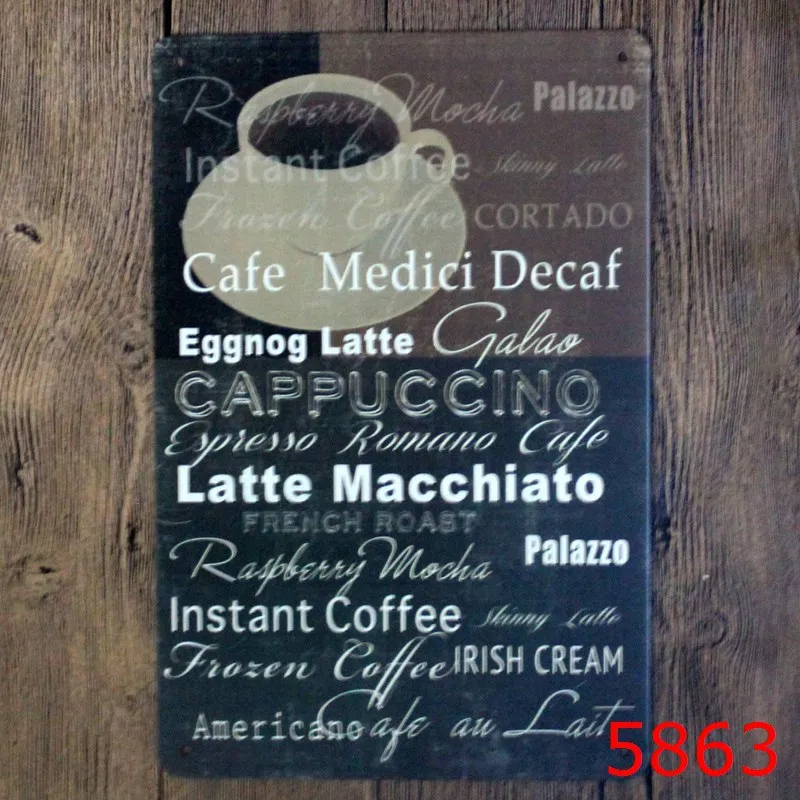 Raspberry Mocha Palazzo
Instant Coffee Skinny Latte
Frozen Coffee CORTADO
Cafe Medici Decaf
Eggnog Latte Galao
CAPPUCCINO
Espresso Romano Cafe
Latte Macchiato
FRENCH ROAST
Raspberry Mocha Palazzo
Instant Coffee Skinny Latte
Frozen Coffee IRISH CREAM
Americano Cafe au Lait
5863